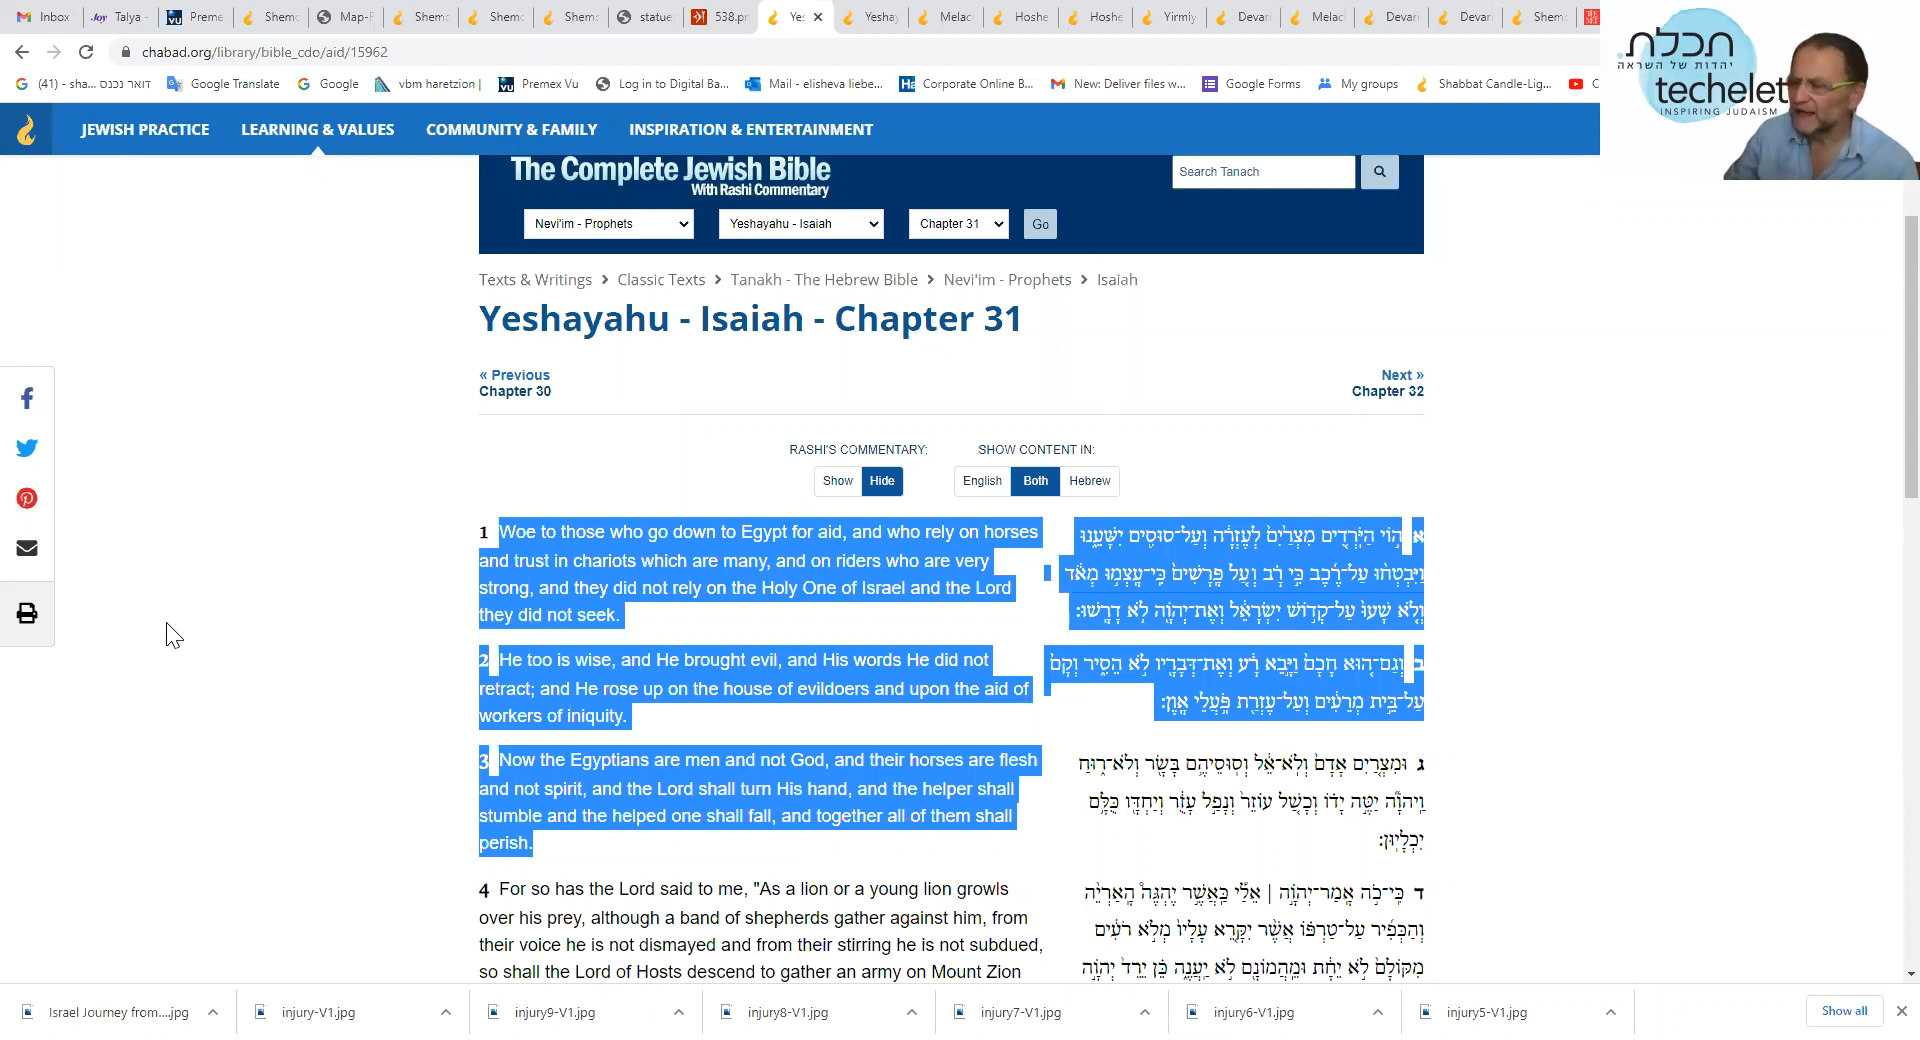 Inbox
Joy Talya -
Preme
Shemo
Map-F
Shemo
Shemo
Shemo
statue
538.pn
Yes
Yeshay
Melac
Hoshe
Hoshe
Yirmiy
Devari
Melac
Devar
Devari
Shemo
chabad.org/library/bible_cdo/aid/15962
(41) - sha... דואר נכנס
Google Translate
Google
vbm haretzion |
Premex Vu
Log in to Digital Ba...
Mail - elisheva liebe...
Corporate Online B...
New: Deliver files w...
Google Forms
My groups
Shabbat Candle-Lig...
תכלת.
יהדות של השראה
techelet
INSPIRING JUDAISM
JEWISH PRACTICE
LEARNING & VALUES
COMMUNITY & FAMILY
INSPIRATION & ENTERTAINMENT
The Complete Jewish Bible
With Rashi Commentary
Search Tanach
Nevi'im - Prophets
Yeshayahu - Isaiah
Chapter 31
Go
Texts & Writings > Classic Texts > Tanakh - The Hebrew Bible > Nevi'im - Prophets > Isaiah
Yeshayahu - Isaiah - Chapter 31
« Previous
Chapter 30
Next »
Chapter 32
RASHI'S COMMENTARY:
Show Hide
SHOW CONTENT IN:
English Both Hebrew
1 Woe to those who go down to Egypt for aid, and who rely on horses
and trust in chariots which are many, and on riders who are very
strong, and they did not rely on the Holy One of Israel and the Lord
they did not seek.
א הוֹי הַיֹּרְדִים מִצְרַיִם לְעֶזְרָה וְעַל־סוּסִים יִשָּׁעֵנוּ
וַיִּבְטְחוּ עַל־רֶכֶב כִּי רָב וְעַל פָּרָשִׁים כִּי־עָצְמוּ מְאֹד
וְלֹא שָׁעוּ עַל־קְדוֹשׁ יִשְׂרָאֵל וְאֶת־יְהֹוָה לֹא דָרָשׁוּ:
2 He too is wise, and He brought evil, and His words He did not
retract; and He rose up on the house of evildoers and upon the aid of
workers of iniquity.
ב וְגַם־הוּא חָכָם וַיָּבֵא רָע וְאֶת־דְּבָרָיו לֹא הֵסִיר וְקָם
עַל־בֵּית מְרֵעִים וְעַל־עֶזְרַת פֹּעֲלֵי אָוֶן:
3 Now the Egyptians are men and not God, and their horses are flesh
and not spirit, and the Lord shall turn His hand, and the helper shall
stumble and the helped one shall fall, and together all of them shall
perish.
ג וּמִצְרַיִם אָדָם וְלֹא־אֵל וְסוּסֵיהֶם בָּשָׂר וְלֹא־רוּחַ
וַיהֹוָה יַטֶּה יָדוֹ וְכָשַׁל עוֹזֵר וְנָפַל עָזֻר וְיַחְדָּו כֻּלָּם
יִכְלָיוּן:
4 For so has the Lord said to me, "As a lion or a young lion growls
over his prey, although a band of shepherds gather against him, from
their voice he is not dismayed and from their stirring he is not subdued,
so shall the Lord of Hosts descend to gather an army on Mount Zion
ד כִּי־כֹה אָמַר־יְהֹוָה | אֵלַי כַּאֲשֶׁר יֶהְגֶּה הָאַרְיֵה
וְהַכְּפִיר עַל־טַרְפּוֹ אֲשֶׁר יִקָּרֵא עָלָיו מְלֹא רֹעִים
מִקּוֹלָם לֹא יֵחָת וּמֵהֲמוֹנָם לֹא יַעֲנֶה כֵּן יֵרֵד יְהֹוָה
Israel Journey from....jpg
injury-V1.jpg
injury9-V1.jpg
injury8-V1.jpg
injury7-V1.jpg
injury6-V1.jpg
injury5-V1.jpg
Show all